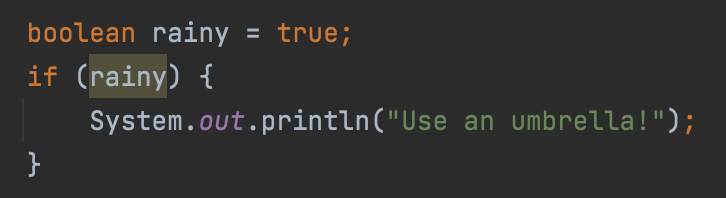 boolean rainy = true;
if (rainy) {
    System.out.println("Use an umbrella!");
}